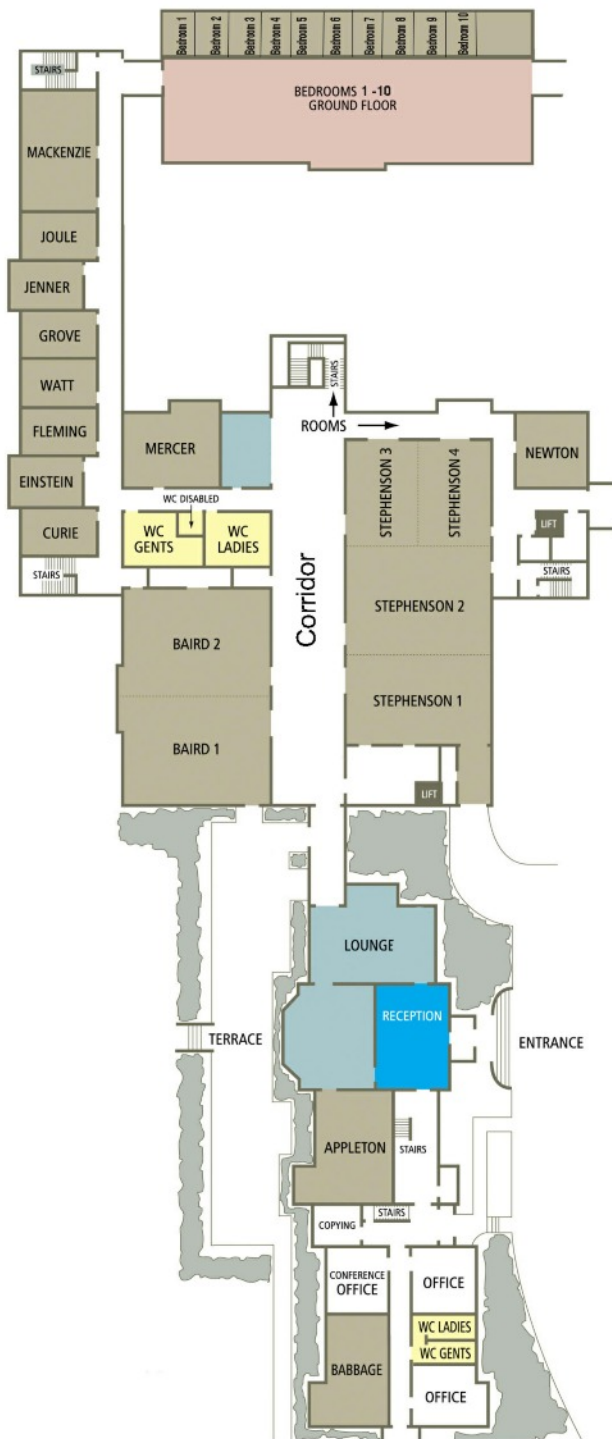 Bedroom 1
Bedroom 2
Bedroom 3
Bedroom 4
Bedroom 5
Bedroom 6
Bedroom 7
Bedroom 8
Bedroom 9
Bedroom 10
BEDROOMS 1 -10
GROUND FLOOR
STAIRS
MACKENZIE
JOULE
JENNER
GROVE
WATT
FLEMING
EINSTEIN
CURIE
STAIRS
STAIRS
ROOMS
MERCER
WC DISABLED
WC
GENTS
WC
LADIES
Corridor
STEPHENSON 3
STEPHENSON 4
NEWTON
LIFT
STAIRS
STEPHENSON 2
STEPHENSON 1
BAIRD 2
BAIRD 1
LIFT
LOUNGE
RECEPTION
TERRACE
ENTRANCE
APPLETON
STAIRS
STAIRS
COPYING
CONFERENCE
OFFICE
OFFICE
WC LADIES
WC GENTS
BABBAGE
OFFICE